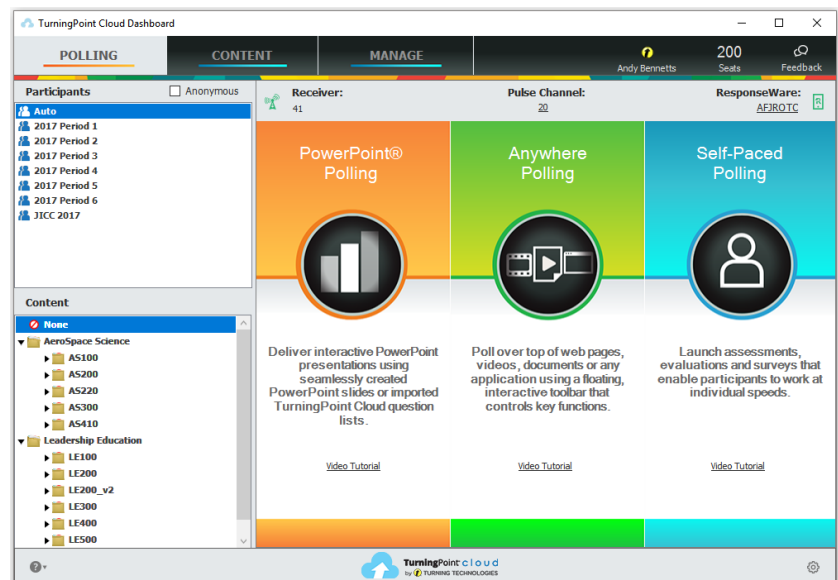 TurningPoint Cloud Dashboard
POLLING
CONTENT
MANAGE
Andy Bennetts
200
Seats
Feedback
Participants
Anonymous
Auto
2017 Period 1
2017 Period 2
2017 Period 3
2017 Period 4
2017 Period 5
2017 Period 6
JICC 2017
Content
None
AeroSpace Science
AS100
AS200
AS220
AS300
AS410
Leadership Education
LE100
LE200
LE200_v2
LE300
LE400
LE500
Receiver:
41
Pulse Channel:
20
ResponseWare:
AFJROTC
PowerPoint®
Polling
Deliver interactive PowerPoint
presentations using
seamlessly created
PowerPoint slides or imported
TurningPoint Cloud question
lists.
Video Tutorial
Anywhere
Polling
Poll over top of web pages,
videos, documents or any
application using a floating,
interactive toolbar that
controls key functions.
Video Tutorial
Self-Paced
Polling
Launch assessments,
evaluations and surveys that
enable participants to work at
individual speeds.
Video Tutorial
TurningPoint cloud
by TURNING TECHNOLOGIES